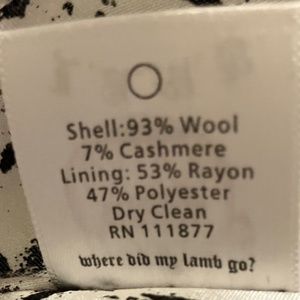 Shell:93% Wool
7% Cashmere
Lining: 53% Rayon
47% Polyester
Dry Clean
RN 111877
where did my lamb go?